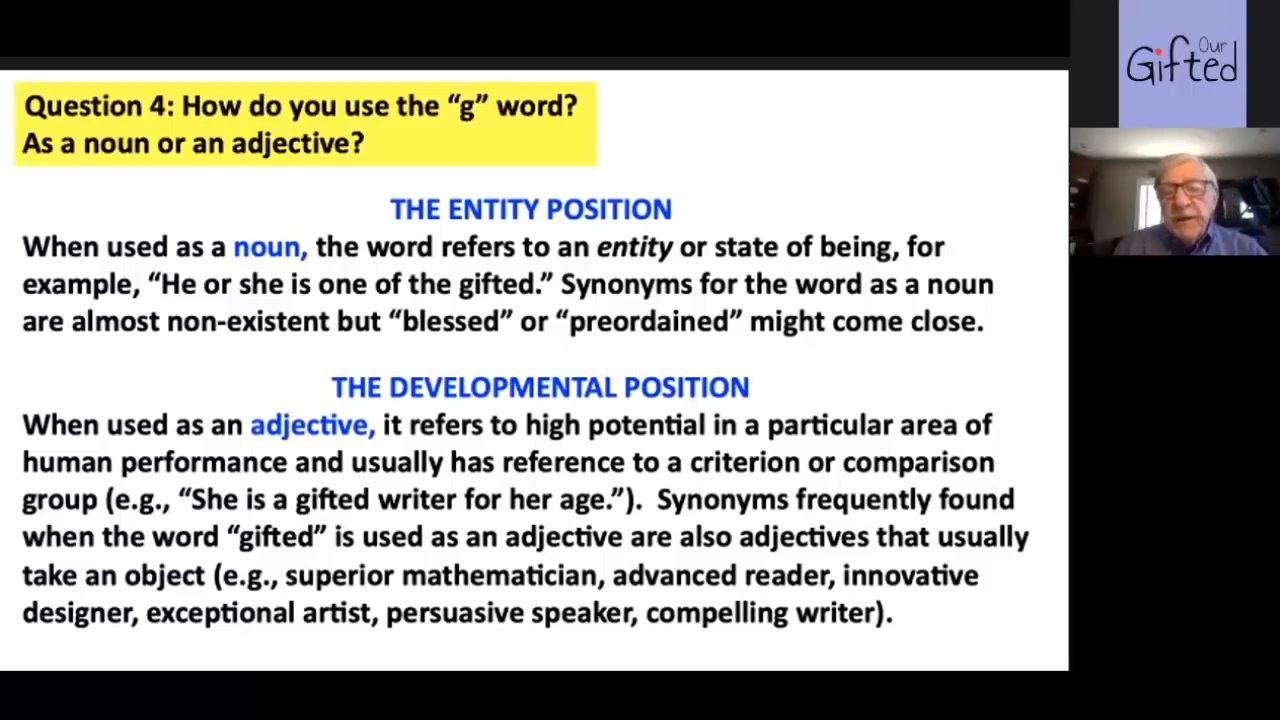 Question 4: How do you use the “g” word?
As a noun or an adjective?
THE ENTITY POSITION
When used as a noun, the word refers to an entity or state of being, for
example, “He or she is one of the gifted.” Synonyms for the word as a noun
are almost non-existent but “blessed” or “preordained” might come close.
THE DEVELOPMENTAL POSITION
When used as an adjective, it refers to high potential in a particular area of
human performance and usually has reference to a criterion or comparison
group (e.g., “She is a gifted writer for her age.”). Synonyms frequently found
when the word “gifted” is used as an adjective are also adjectives that usually
take an object (e.g., superior mathematician, advanced reader, innovative
designer, exceptional artist, persuasive speaker, compelling writer).
Our
Gifted